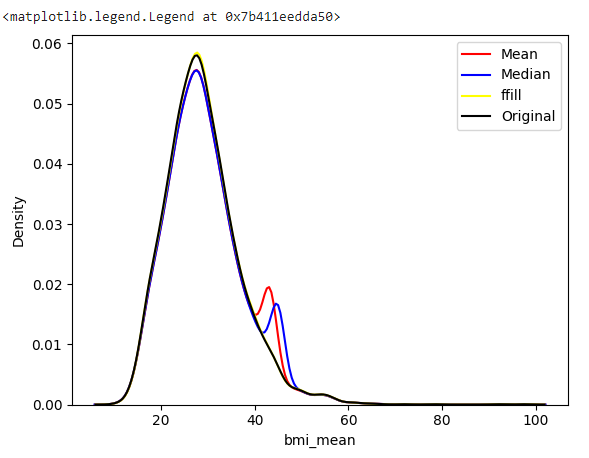 <matplotlib.legend.Legend at 0x7b411eedda50>
0.06
0.05
0.04
0.03
0.02
0.01
0.00
Density
Mean
Median
ffill
Original
20
40
60
80
100
bmi_mean